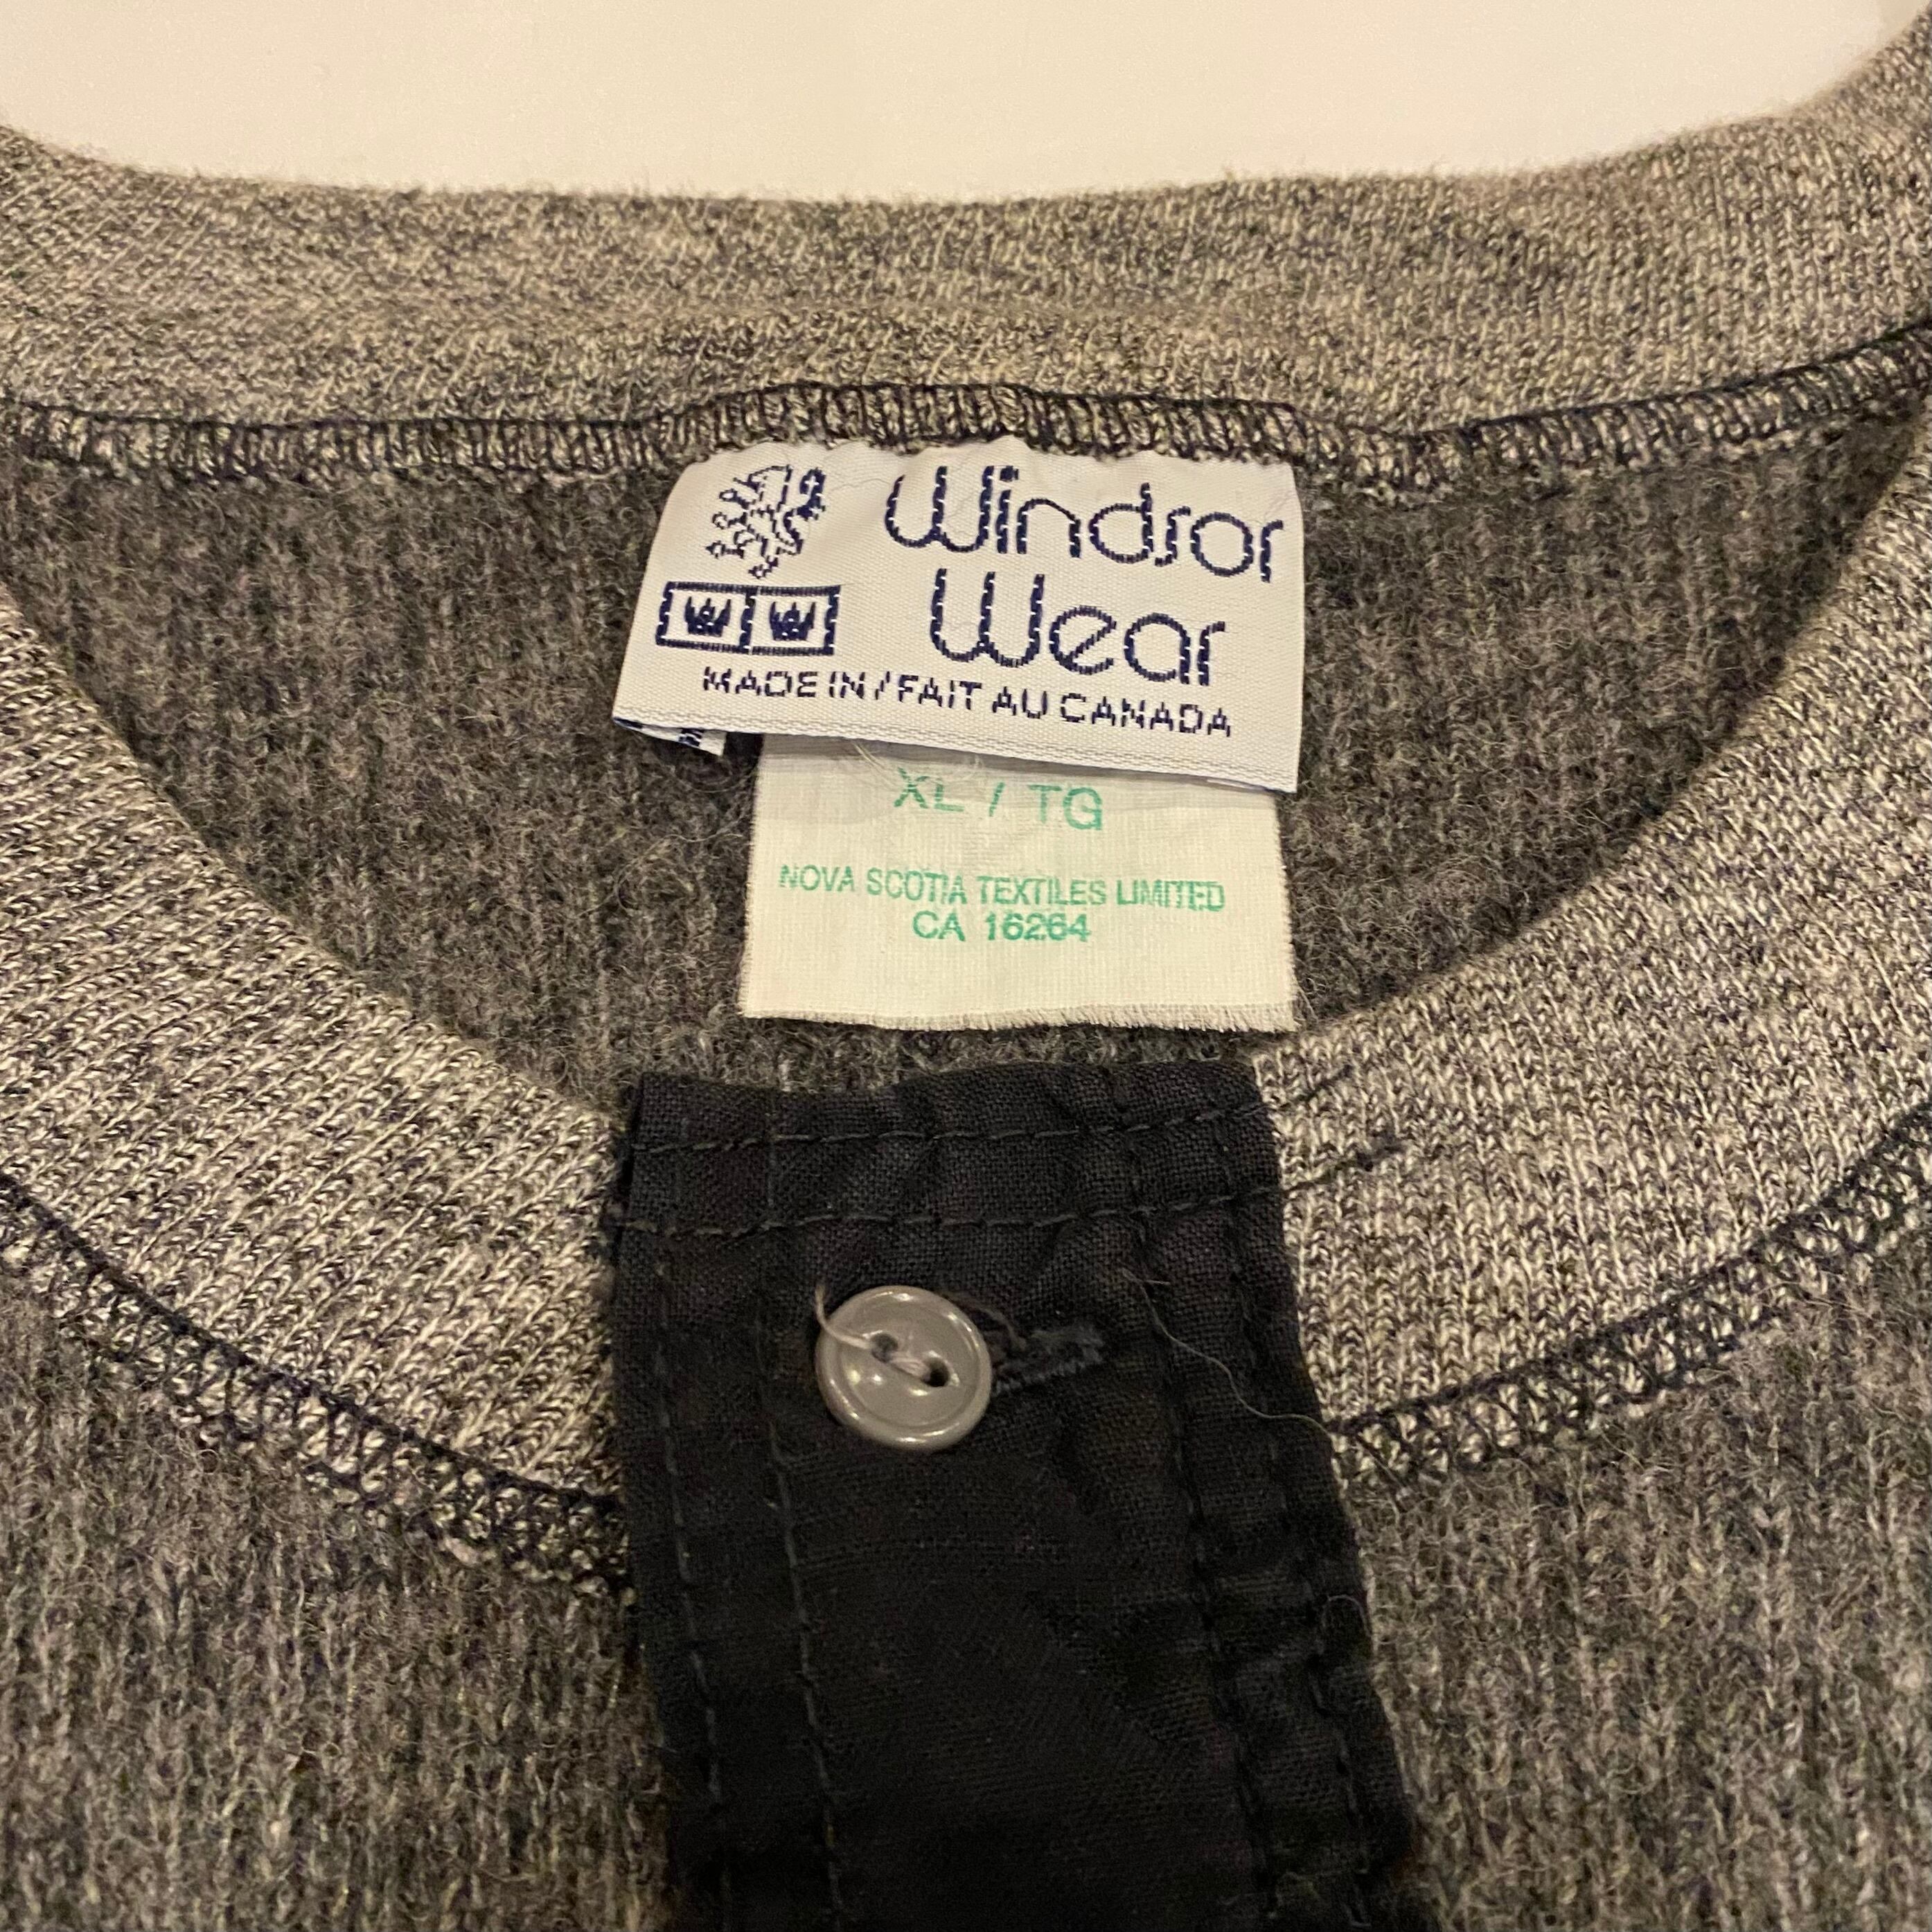 Windsor
Wear
MADE IN / FAIT AU CANADA
XL / TG
NOVA SCOTIA TEXTILES LIMITED
CA 16264